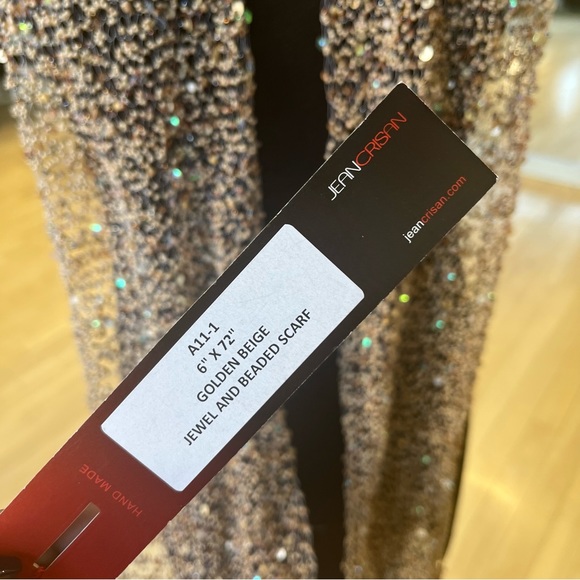 JEANCRISAN
jeancrisan.com
A11-1
6" X 72"
GOLDEN BEIGE
JEWEL AND BEADED SCARF
HAND MADE